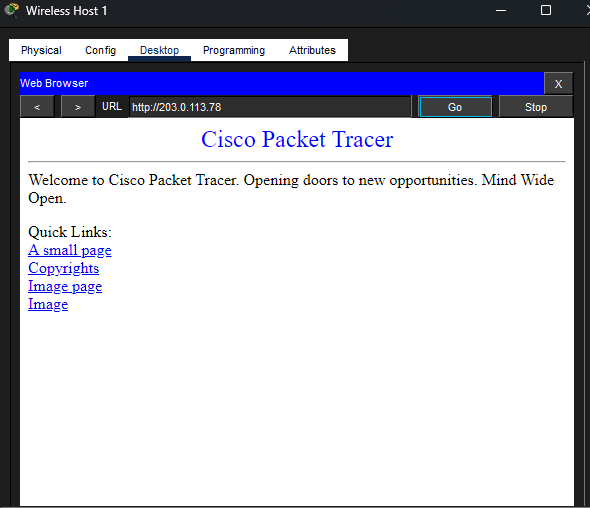 Wireless Host 1
Physical Config Desktop Programming Attributes
Web Browser X
< > URL http://203.0.113.78 Go Stop
Cisco Packet Tracer
Welcome to Cisco Packet Tracer. Opening doors to new opportunities. Mind Wide
Open.
Quick Links:
A small page
Copyrights
Image page
Image